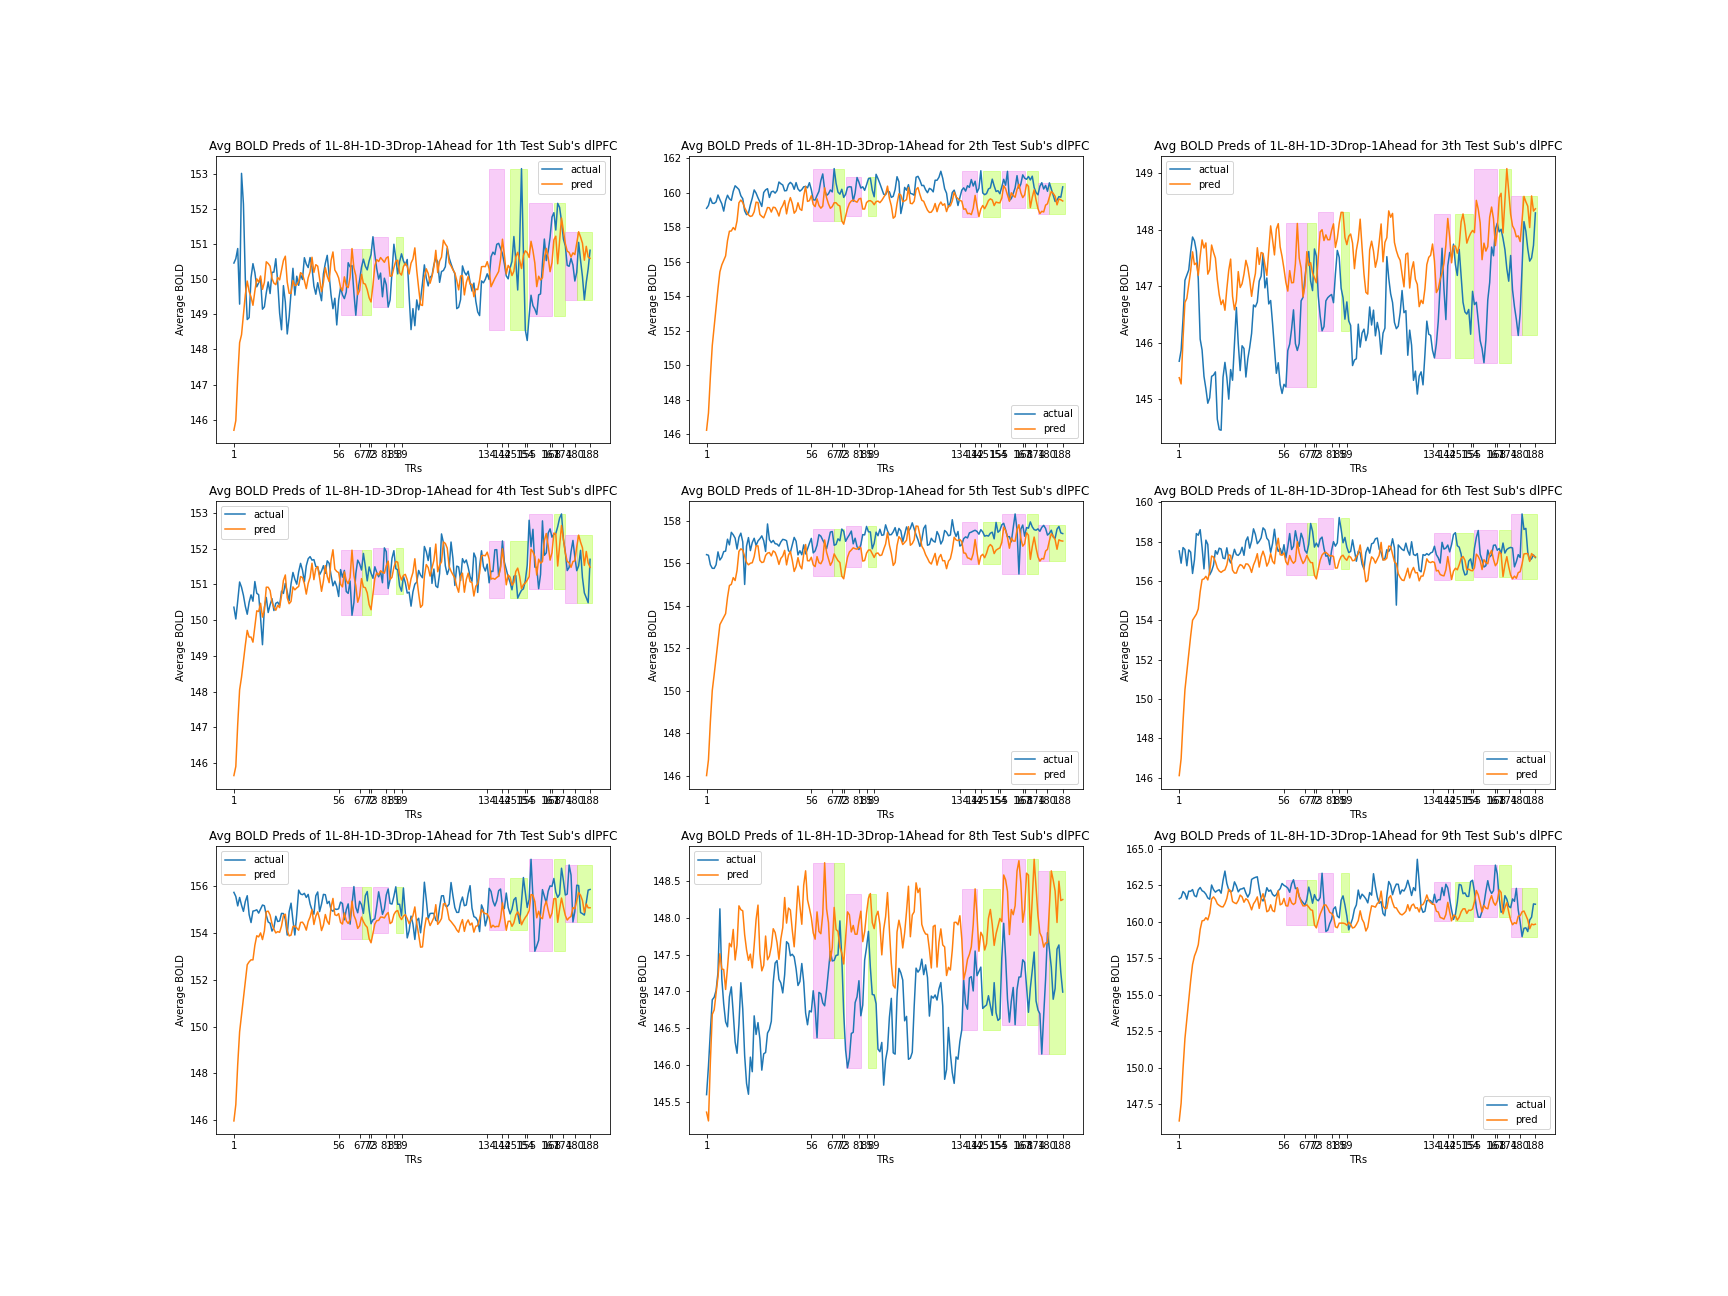 Avg BOLD Preds of 1L-8H-1D-3Drop-1Ahead for 1th Test Sub's dlPFC
153
152
151
150
149
148
147
146
Average BOLD
actual
pred
1
56
134
188
TRs
Avg BOLD Preds of 1L-8H-1D-3Drop-1Ahead for 2th Test Sub's dlPFC
162
160
158
156
154
152
150
148
146
Average BOLD
actual
pred
1
56
134
188
TRs
Avg BOLD Preds of 1L-8H-1D-3Drop-1Ahead for 3th Test Sub's dlPFC
149
148
147
146
145
Average BOLD
actual
pred
1
56
134
188
TRs
Avg BOLD Preds of 1L-8H-1D-3Drop-1Ahead for 4th Test Sub's dlPFC
153
152
151
150
149
148
147
146
Average BOLD
actual
pred
1
56
134
188
TRs
Avg BOLD Preds of 1L-8H-1D-3Drop-1Ahead for 5th Test Sub's dlPFC
158
156
154
152
150
148
146
Average BOLD
actual
pred
1
56
134
188
TRs
Avg BOLD Preds of 1L-8H-1D-3Drop-1Ahead for 6th Test Sub's dlPFC
160
158
156
154
152
150
148
146
Average BOLD
actual
pred
1
56
134
188
TRs
Avg BOLD Preds of 1L-8H-1D-3Drop-1Ahead for 7th Test Sub's dlPFC
156
154
152
150
148
146
Average BOLD
actual
pred
1
56
134
188
TRs
Avg BOLD Preds of 1L-8H-1D-3Drop-1Ahead for 8th Test Sub's dlPFC
148.5
148.0
147.5
147.0
146.5
146.0
145.5
Average BOLD
actual
pred
1
56
134
188
TRs
Avg BOLD Preds of 1L-8H-1D-3Drop-1Ahead for 9th Test Sub's dlPFC
165.0
162.5
160.0
157.5
155.0
152.5
150.0
147.5
Average BOLD
actual
pred
1
56
134
188
TRs